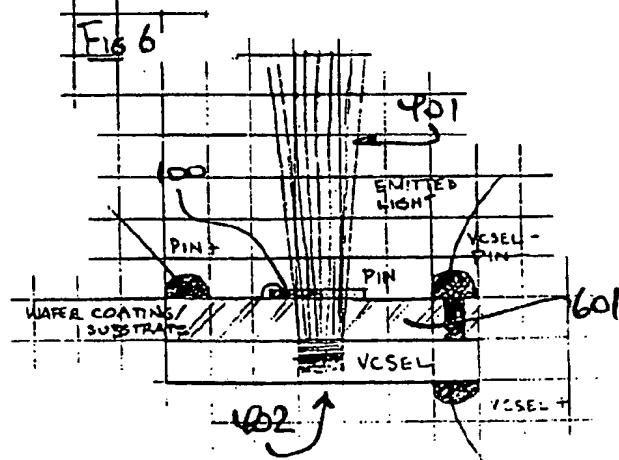 FIG 6
401
100
EMITTED
LIGHT
PIN +
VCSEL -
PIN
PIN
WAFER COATING/
SUBSTRATE
601
VCSEL
402
VCSEL +